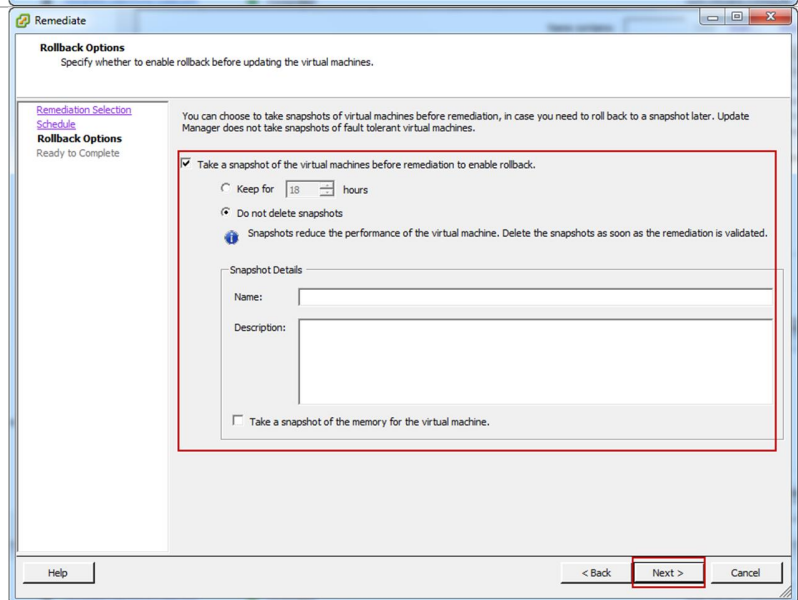 Remediate
Rollback Options
Specify whether to enable rollback before updating the virtual machines.
Remediation Selection
Schedule
Rollback Options
Ready to Complete
You can choose to take snapshots of virtual machines before remediation, in case you need to roll back to a snapshot later. Update
Manager does not take snapshots of fault tolerant virtual machines.
Take a snapshot of the virtual machines before remediation to enable rollback.
Keep for 18 hours
Do not delete snapshots
Snapshots reduce the performance of the virtual machine. Delete the snapshots as soon as the remediation is validated.
Snapshot Details
Name:
Description:
Take a snapshot of the memory for the virtual machine.
Help
< Back
Next >
Cancel